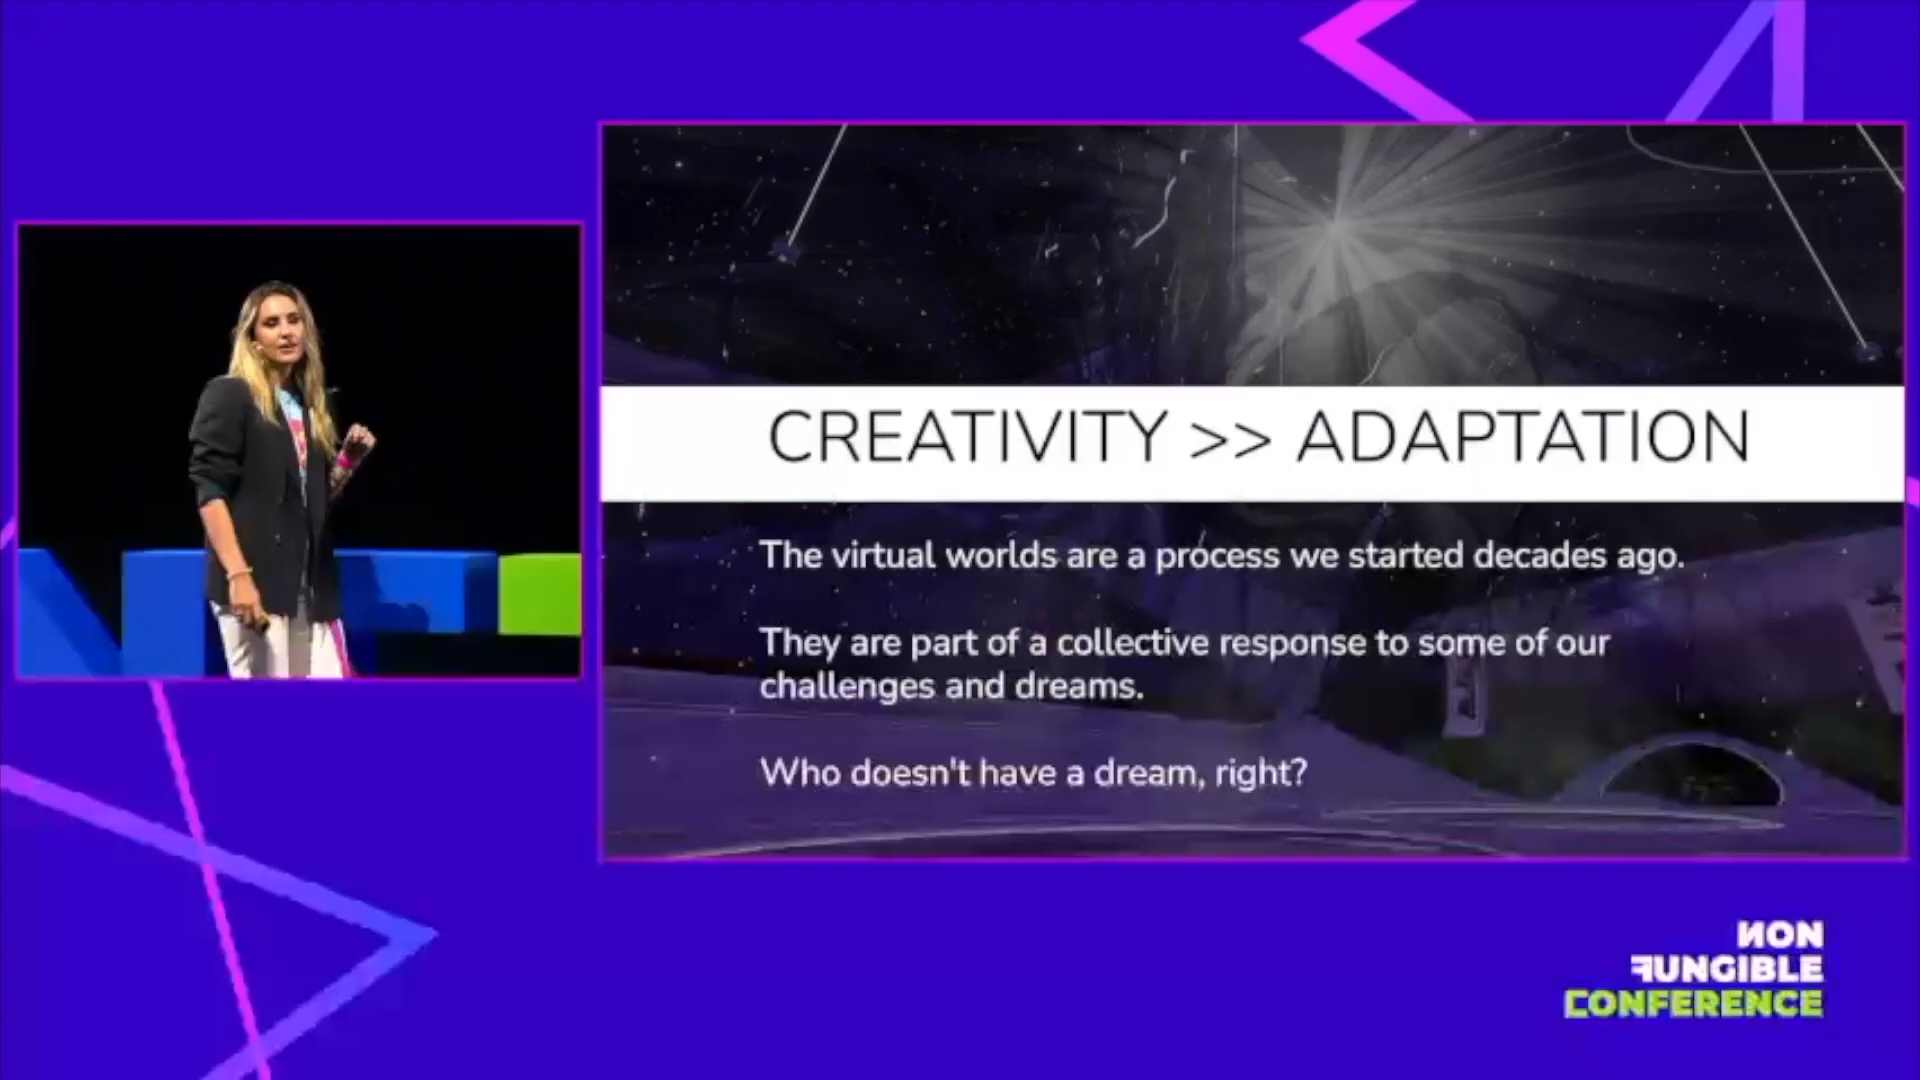 CREATIVITY >> ADAPTATION
The virtual worlds are a process we started decades ago.
They are part of a collective response to some of our
challenges and dreams.
Who doesn't have a dream, right?
NON
FUNGIBLE
CONFERENCE